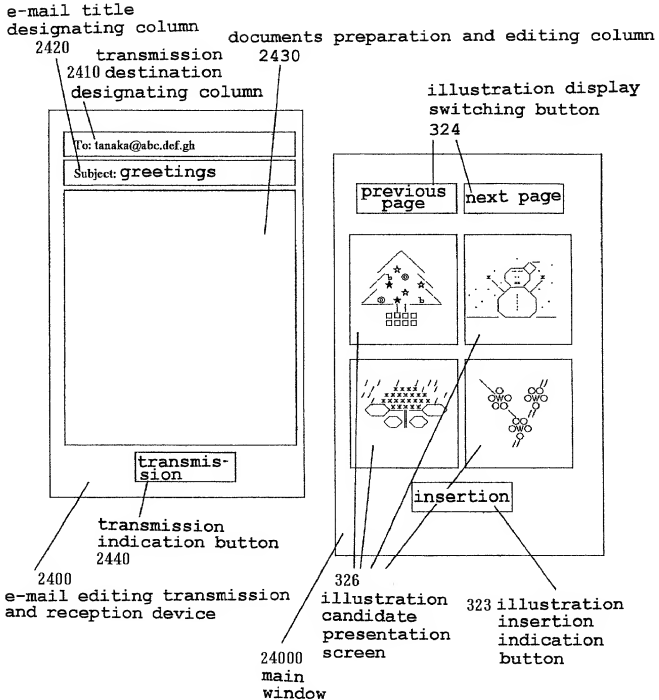 e-mail title
designating column
2420
transmission
2410 destination
designating column
documents preparation and editing column
2430
illustration display
switching button
324
To: tanaka@abc.def.gh
Subject: greetings
previous
page
next page
transmis-
sion
insertion
transmission
indication button
2440
2400
e-mail editing transmission
and reception device
326
illustration
candidate
presentation
screen
323 illustration
insertion
indication
button
24000
main
window